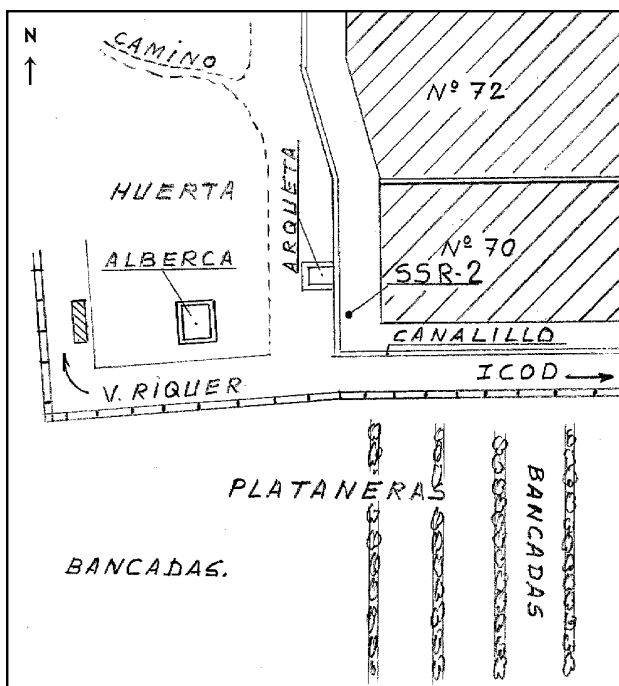 N
CAMINO
Nº 72
HUERTA
ARQUETA
Nº 70
ALBERCA
SSR-2
CANALILLO
ICOD
V. RIQUER
PLATANERAS
BANCADAS
BANCADAS.